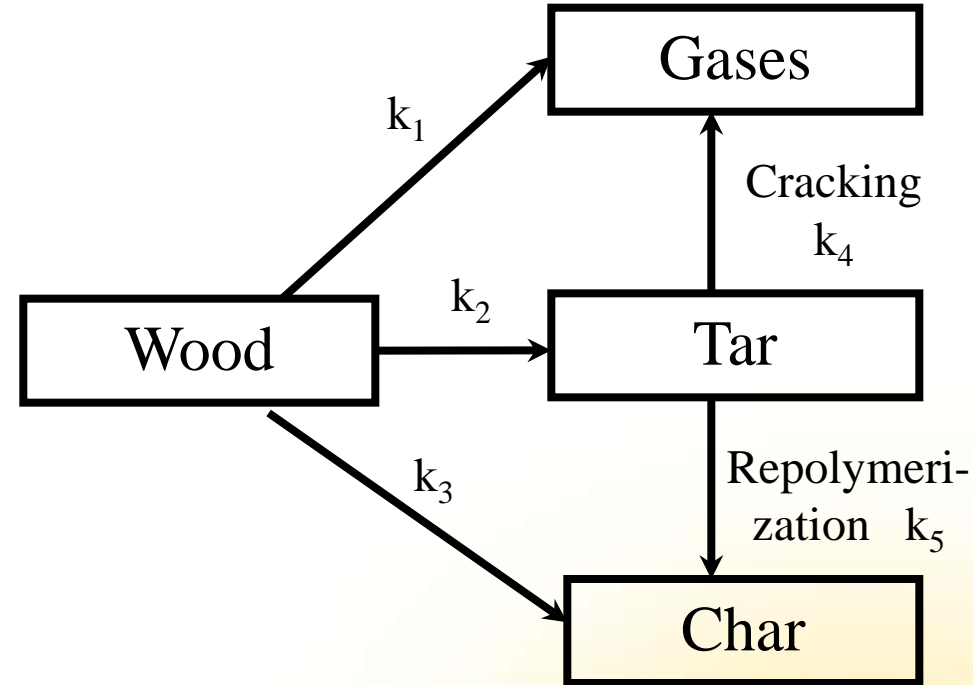 Gases
k₁
Cracking
k₄
k₂
Wood
Tar
k₃
Repolymeri-
zation k₅
Char